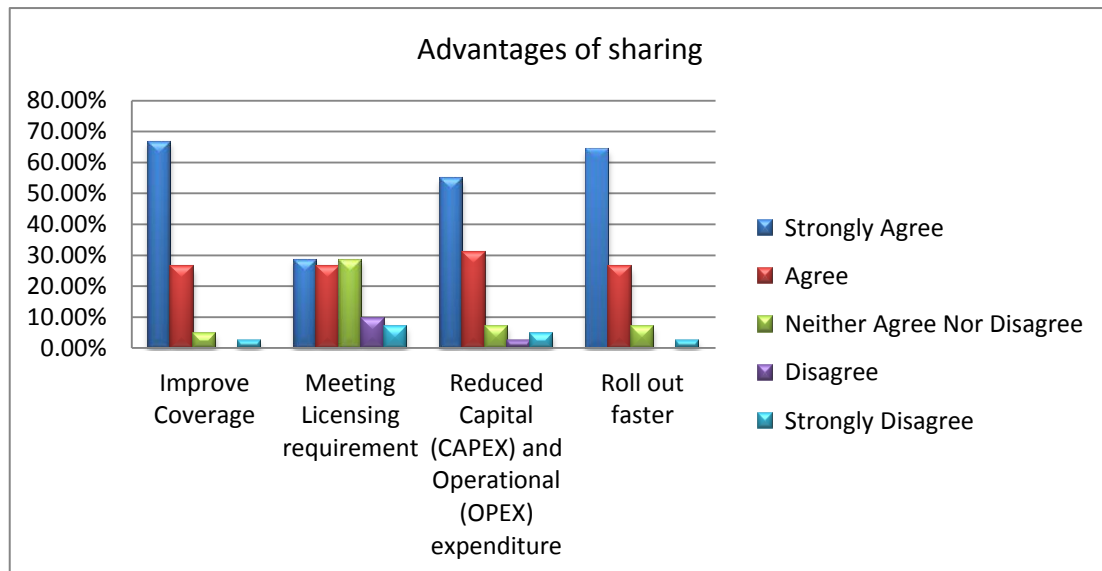 Advantages of sharing
80.00%
70.00%
60.00%
50.00%
40.00%
30.00%
20.00%
10.00%
0.00%
Improve
Coverage
Meeting
Licensing
requirement
Reduced
Capital
(CAPEX) and
Operational
(OPEX)
expenditure
Roll out
faster
Strongly Agree
Agree
Neither Agree Nor Disagree
Disagree
Strongly Disagree